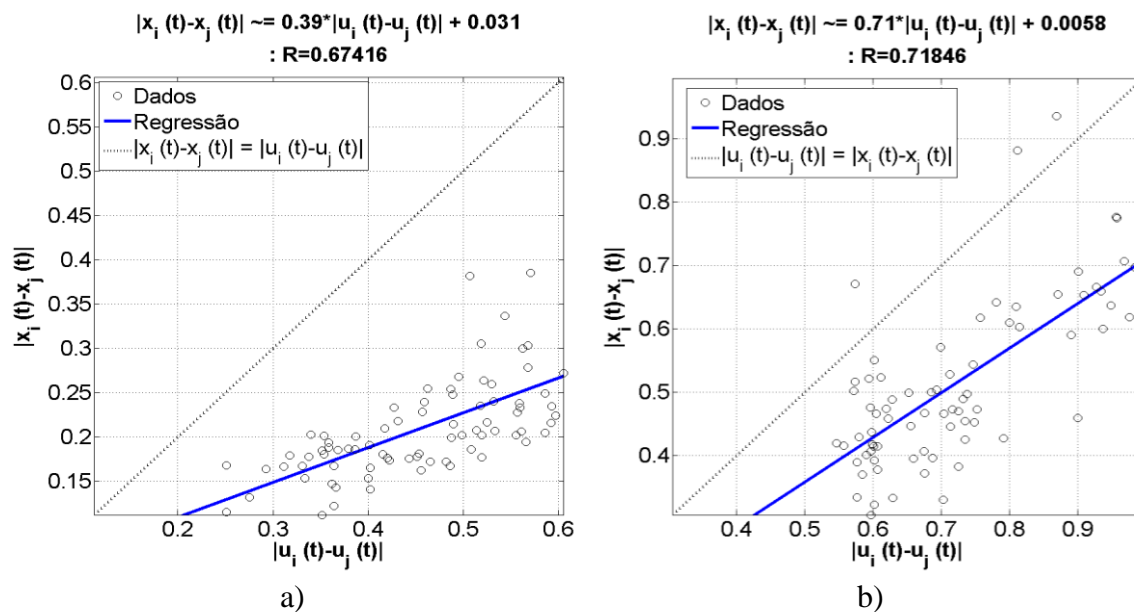 |x_i (t)-x_j (t)| ~= 0.39*|u_i (t)-u_j (t)| + 0.031
: R=0.67416
0.6
0.55
0.5
0.45
0.4
0.35
0.3
0.25
0.2
0.15
|x_i (t)-x_j (t)|
Dados
Regressão
|x_i (t)-x_j (t)| = |u_i (t)-u_j (t)|
0.2
0.3
0.4
0.5
0.6
|u_i (t)-u_j (t)|
a)
|x_i (t)-x_j (t)| ~= 0.71*|u_i (t)-u_j (t)| + 0.0058
: R=0.71846
0.9
0.8
0.7
0.6
0.5
0.4
|x_i (t)-x_j (t)|
Dados
Regressão
|u_i (t)-u_j (t)| = |x_i (t)-x_j (t)|
0.4
0.5
0.6
0.7
0.8
0.9
|u_i (t)-u_j (t)|
b)